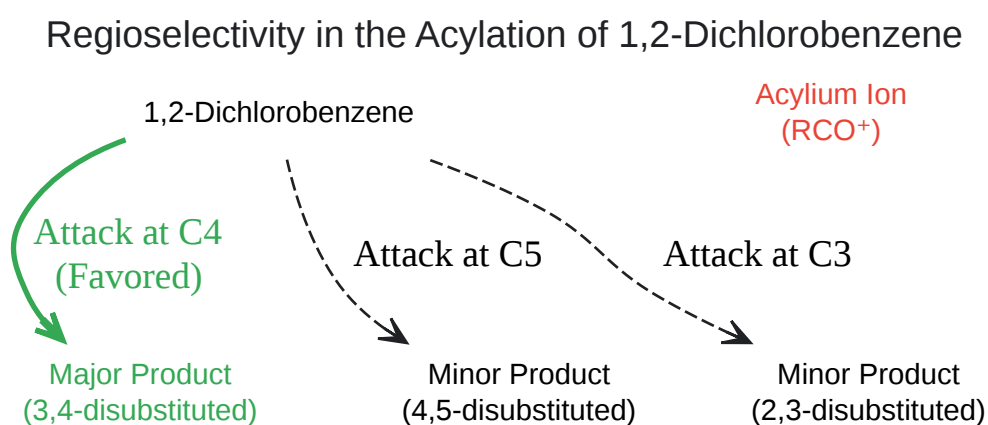 Regioselectivity in the Acylation of 1,2-Dichlorobenzene
1,2-Dichlorobenzene
Acylium Ion
(RCO⁺)
Attack at C4
(Favored)
Attack at C5
Attack at C3
Major Product
(3,4-disubstituted)
Minor Product
(4,5-disubstituted)
Minor Product
(2,3-disubstituted)